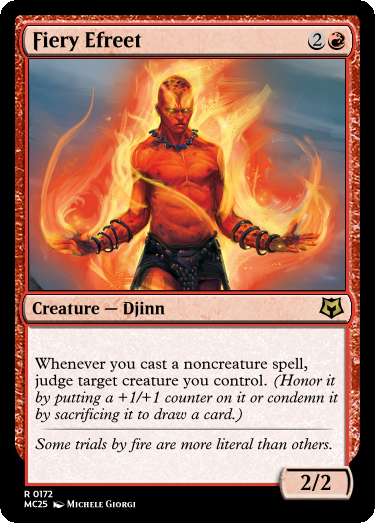 Fiery Efreet 2
Creature — Djinn
Whenever you cast a noncreature spell,
judge target creature you control. (Honor it
by putting a +1/+1 counter on it or condemn it
by sacrificing it to draw a card.)
Some trials by fire are more literal than others.
2/2
R 0172
MC25 Michele Giorgi